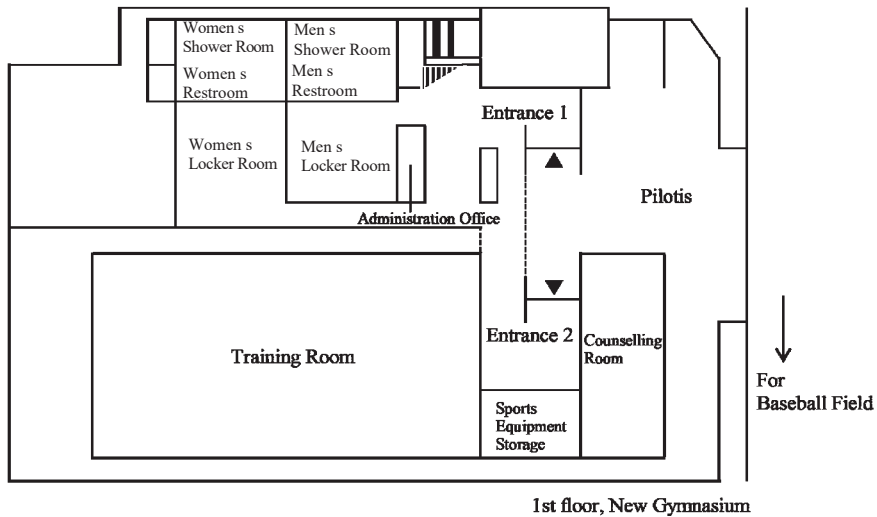 Women s
Shower Room
Men s
Shower Room
Women s
Restroom
Men s
Restroom
Entrance 1
Women s
Locker Room
Men s
Locker Room
Pilotis
Administration Office
Entrance 2
Counselling
Room
Training Room
For
Baseball Field
Sports
Equipment
Storage
1st floor, New Gymnasium